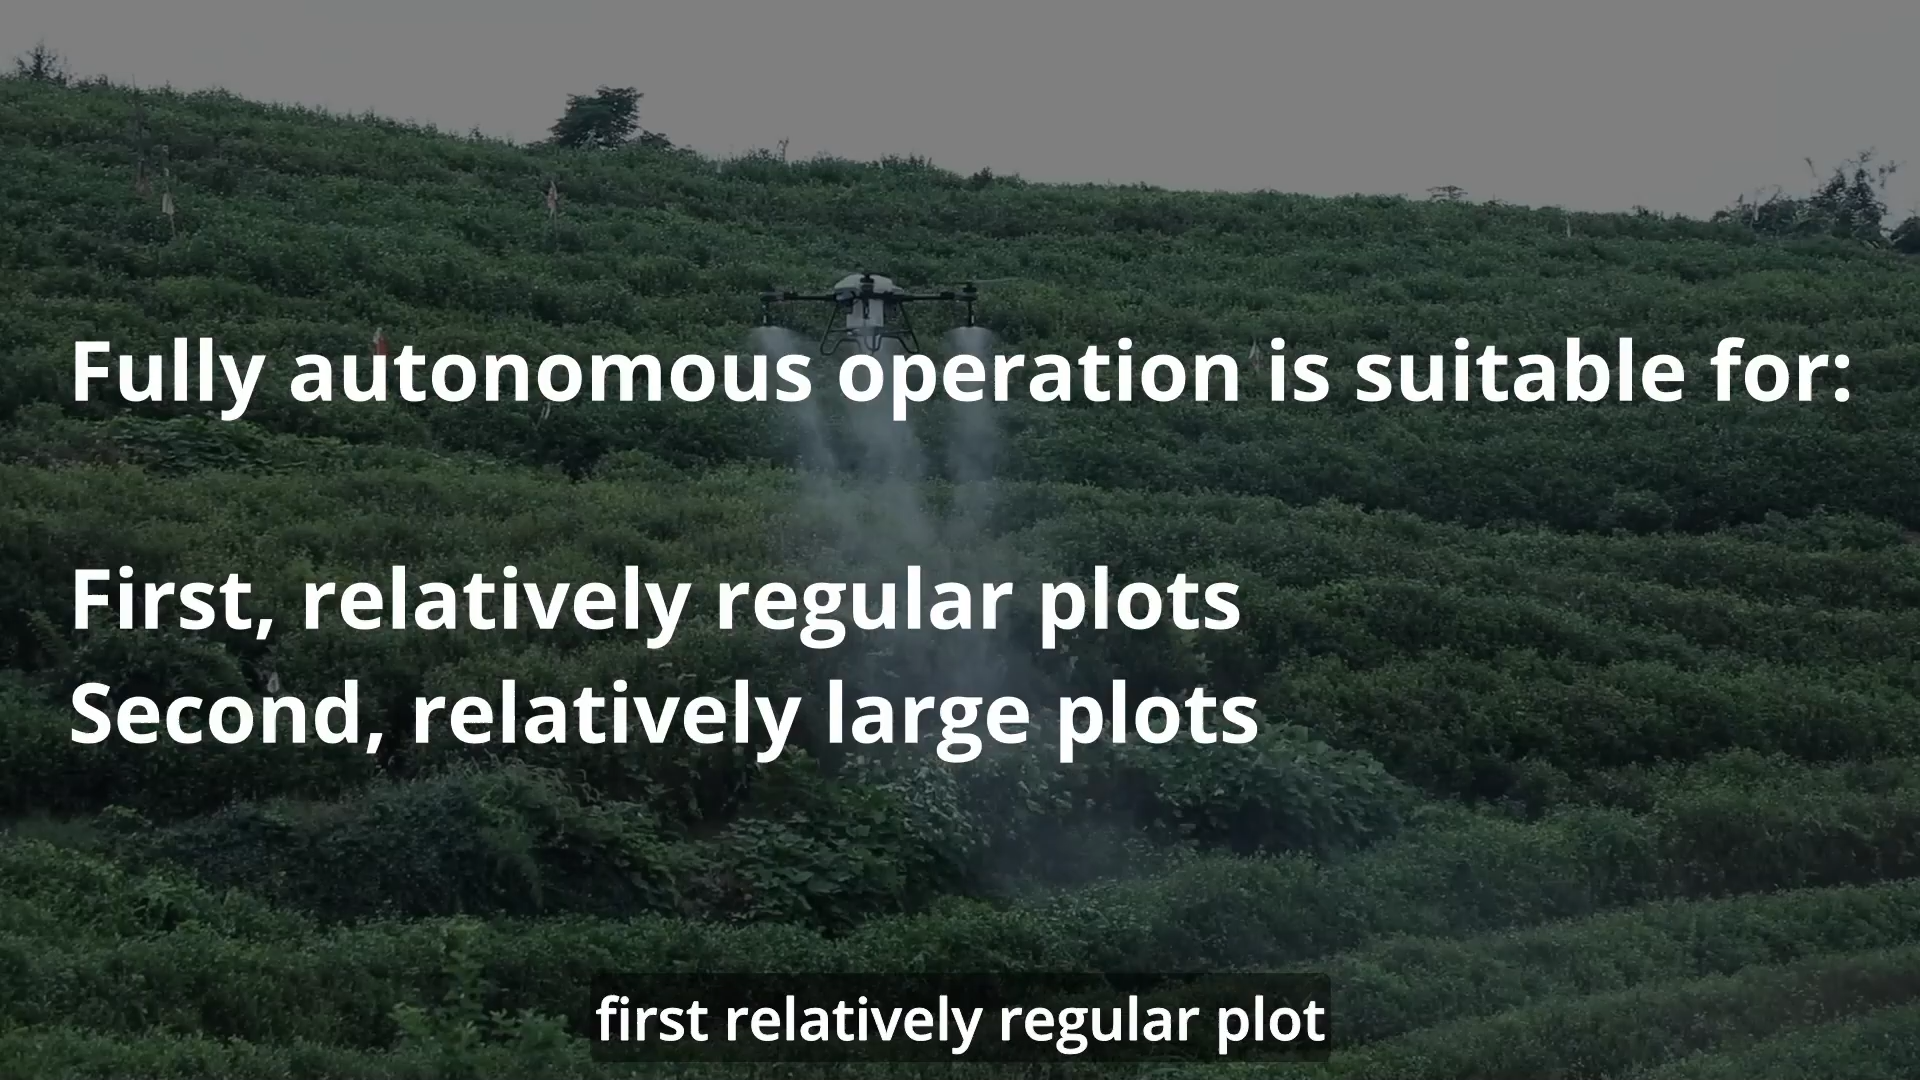 Fully autonomous operation is suitable for:
First, relatively regular plots
Second, relatively large plots
first relatively regular plot